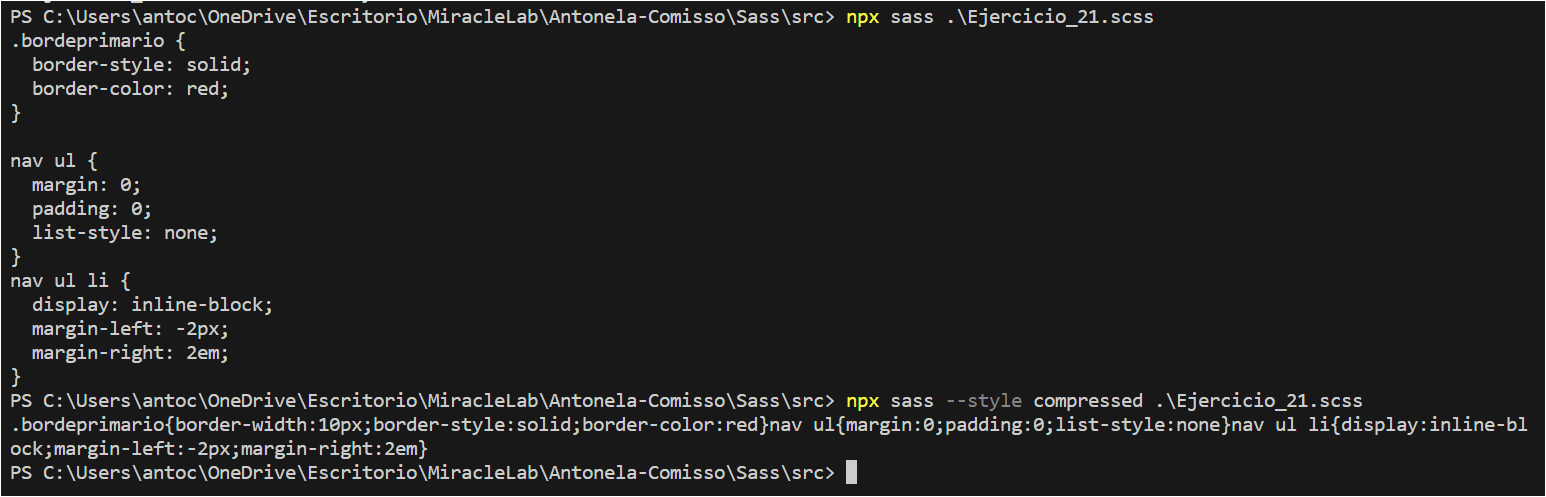 PS C:\Users\antoc\OneDrive\Escritorio\MiracleLab\Antonela-Comisso\Sass\src> npx sass .\Ejercicio_21.scss
.bordeprimario {
  border-style: solid;
  border-color: red;
}
nav ul {
  margin: 0;
  padding: 0;
  list-style: none;
}
nav ul li {
  display: inline-block;
  margin-left: -2px;
  margin-right: 2em;
}
PS C:\Users\antoc\OneDrive\Escritorio\MiracleLab\Antonela-Comisso\Sass\src> npx sass --style compressed .\Ejercicio_21.scss
.bordeprimario{border-width:10px;border-style:solid;border-color:red}nav ul{margin:0;padding:0;list-style:none}nav ul li{display:inline-bl
ock;margin-left:-2px;margin-right:2em}
PS C:\Users\antoc\OneDrive\Escritorio\MiracleLab\Antonela-Comisso\Sass\src>